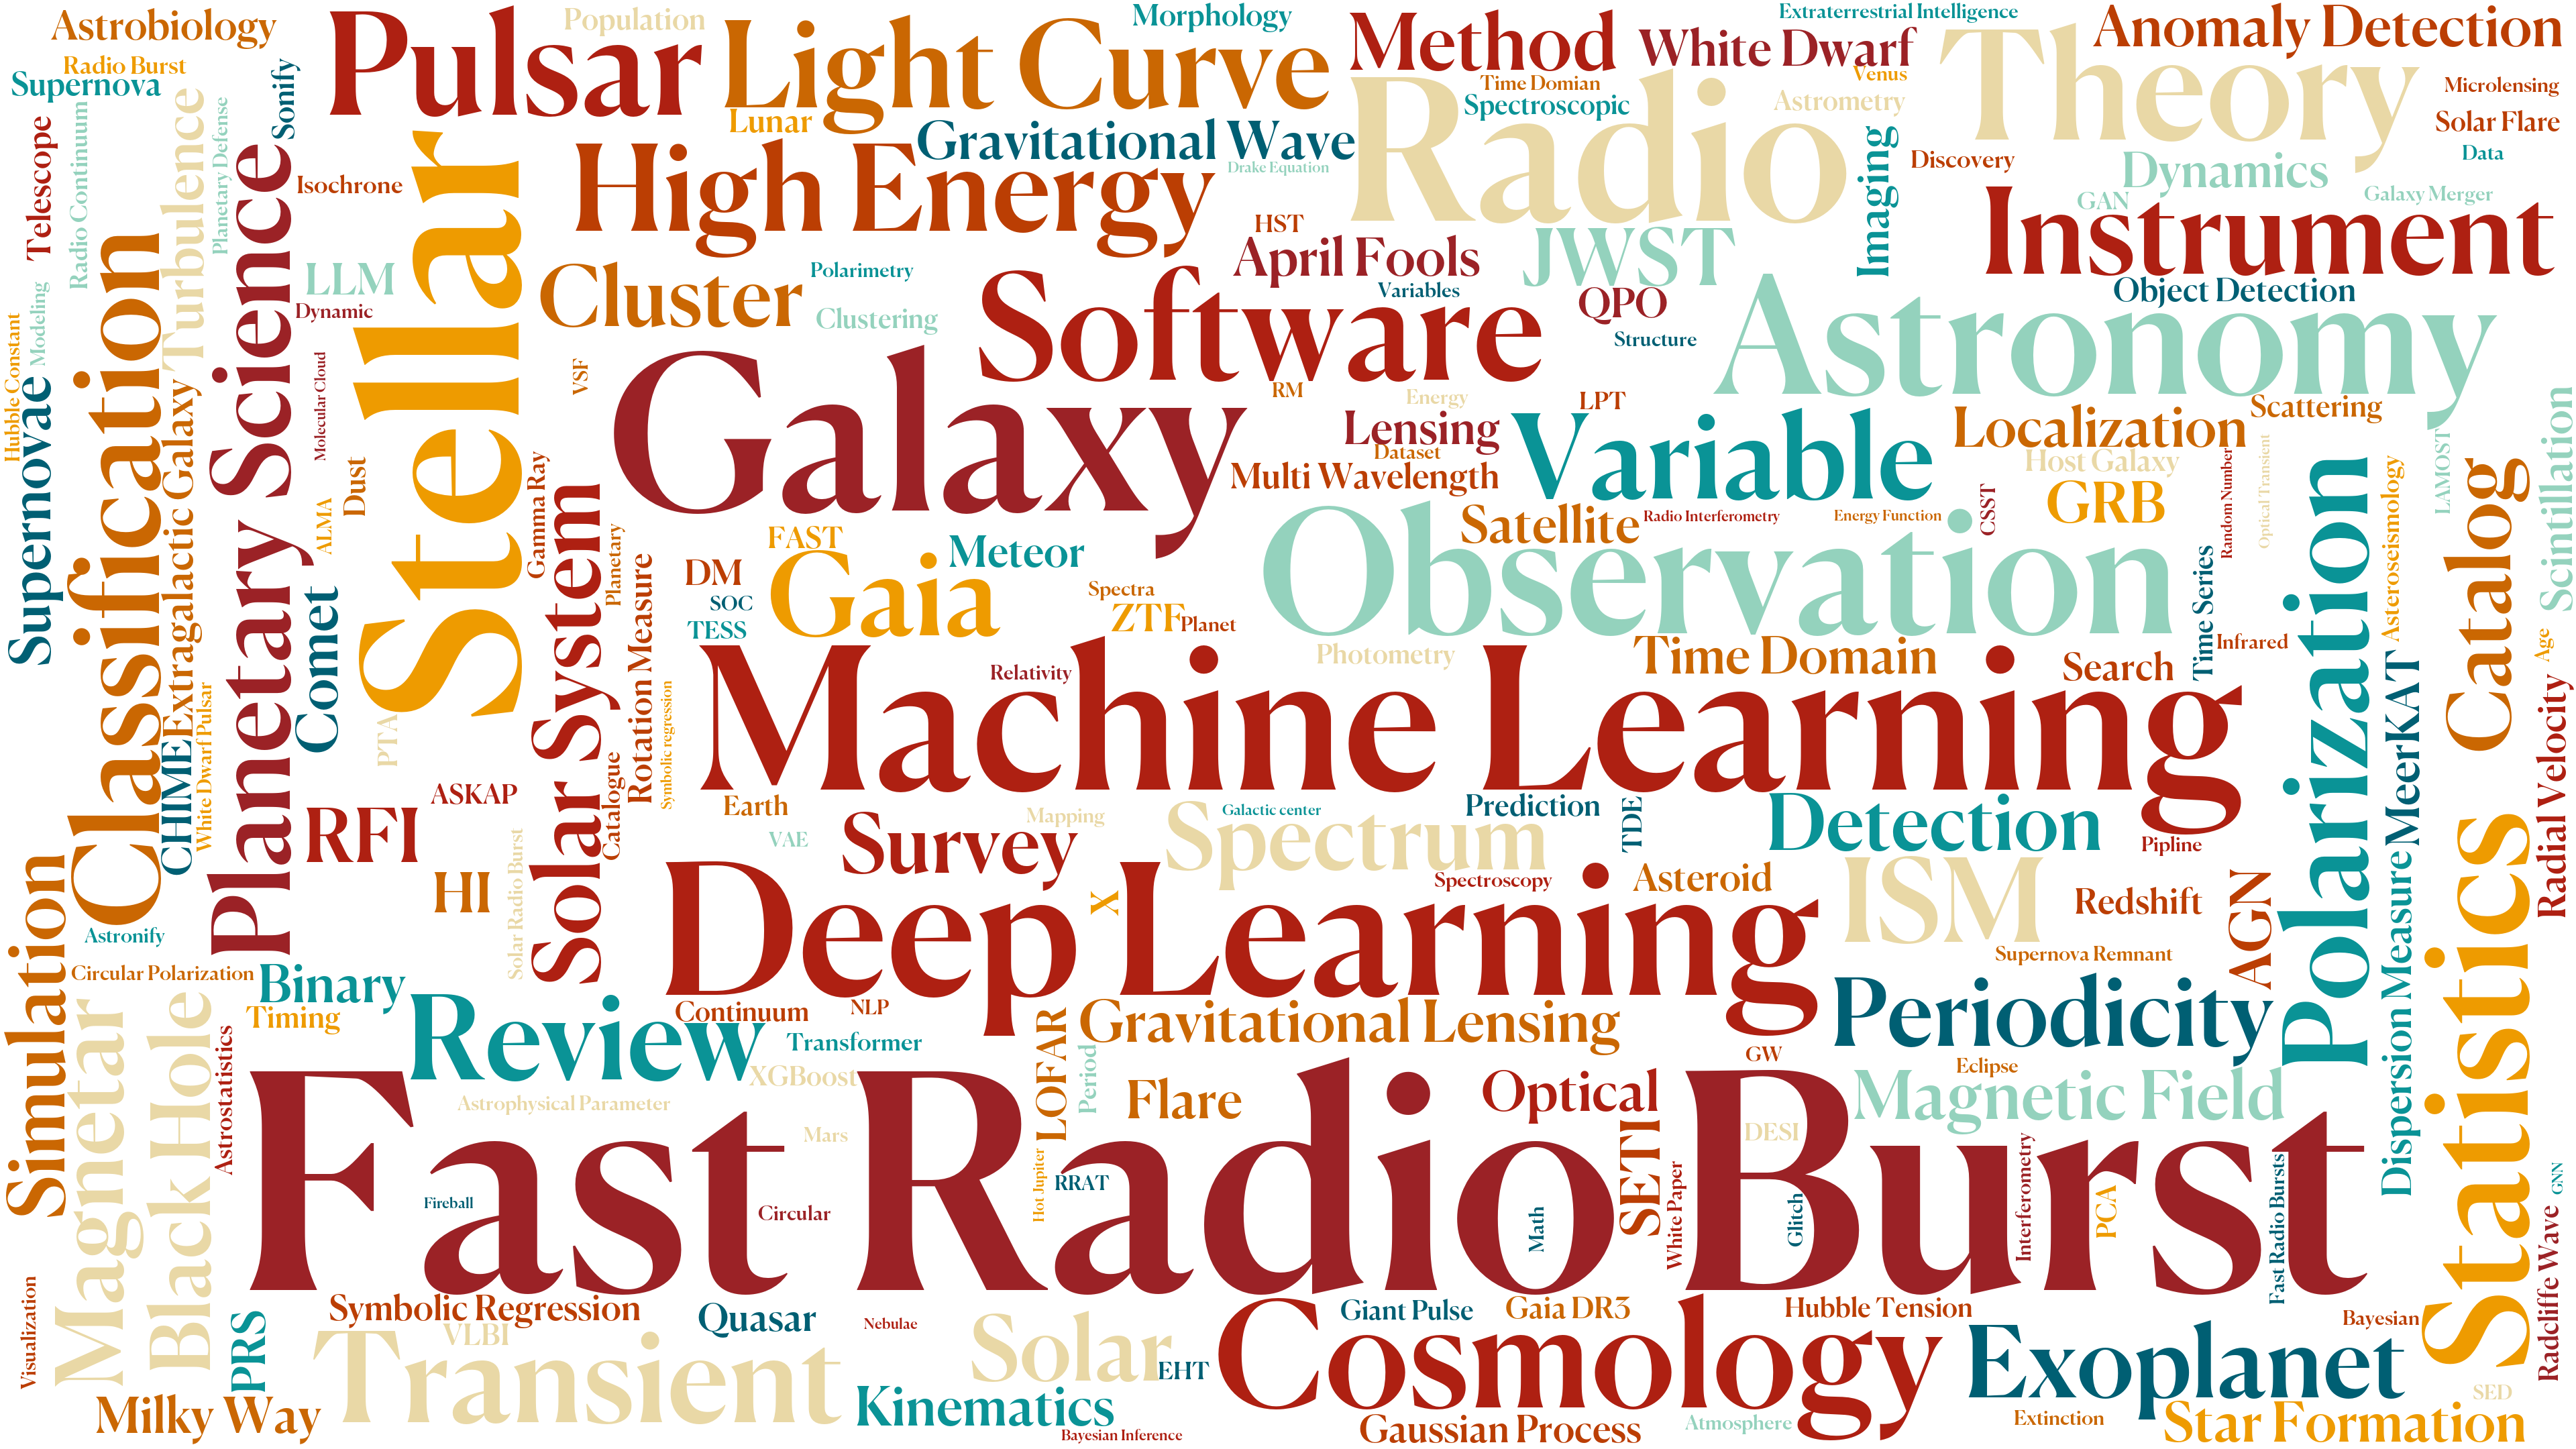 Astrobiology
Population
Morphology
Extraterrestrial Intelligence
Radio Burst
Supernova
Sonify
Pulsar
Light Curve
Method
White Dwarf
Theory
Anomaly Detection
Time Domian
Venus
Microlensing
Spectroscopic
Astrometry
Solar Flare
Lunar
Gravitational Wave
Radio
Imaging
Discovery
Data
Telescope
Radio Continuum
Turbulence
Planetary Defense
Isochrone
High Energy
Drake Equation
Dynamics
GAN
Galaxy Merger
HST
Instrument
April Fools
JWST
LLM
Dynamic
Cluster
Polarimetry
Clustering
Variables
QPO
Structure
Object Detection
Software
Astronomy
Hubble Constant
Modeling
Supernovae
Classification
Extragalactic Galaxy
Planetary Science
Molecular Cloud
Stellar
VSF
Galaxy
RM
Energy
LPT
Lensing
Dataset
Multi Wavelength
Variable
Localization
Scattering
Host Galaxy
Random Number
Optical Transient
LAMOST
Scintillation
Dust
ALMA
Gamma Ray
Comet
Solar System
Planetary
Rotation Measure
FAST
Meteor
DM
SOC
TESS
Gaia
Spectra
ZTF
Planet
Satellite
Radio Interferometry
Energy Function
CSST
GRB
Observation
Time Series
Infrared
Polarization
Asteroseismology
Catalog
Age
Photometry
Time Domain
Search
Relativity
Machine Learning
MeerKAT
Radial Velocity
CHIME
White Dwarf Pulsar
PTA
Symbolic regression
Catalogue
ASKAP
RFI
Earth
VAE
Survey
Mapping
Spectrum
Galactic center
Prediction
TDE
Detection
Pipline
HI
Solar Radio Burst
Deep Learning
X
Spectroscopy
Asteroid
ISM
Redshift
AGN
Supernova Remnant
Simulation
Astronify
Circular Polarization
Binary
Timing
Review
Continuum
NLP
Transformer
XGBoost
Gravitational Lensing
Periodicity
Dispersion Measure
Statistics
Magnetar
Black Hole
Astrostatistics
Astrophysical Parameter
LOFAR
Period
Flare
Optical
GW
Eclipse
Magnetic Field
Mars
Fast Radio Burst
Fireball
Circular
Hot Jupiter
RRAT
Math
SETI
White Paper
DESI
Glitch
Interferometry
PCA
Fast Radio Bursts
GNN
Radcliffe Wave
Visualization
PRS
Symbolic Regression
Quasar
Nebulae
Giant Pulse
Gaia DR3
Hubble Tension
Bayesian
VLBI
Transient
Solar
EHT
Cosmology
Exoplanet
Milky Way
Kinematics
Bayesian Inference
Gaussian Process
Atmosphere
Extinction
SED
Star Formation